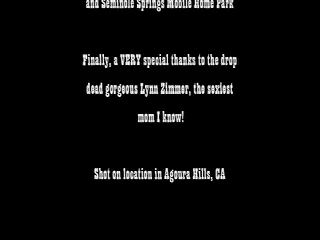 and Seminole Springs Mobile Home Park
Finally, a VERY special thanks to the drop
dead gorgeous Lynn Zimmer, the sexiest
mom I know!
Shot on location in Agoura Hills, CA